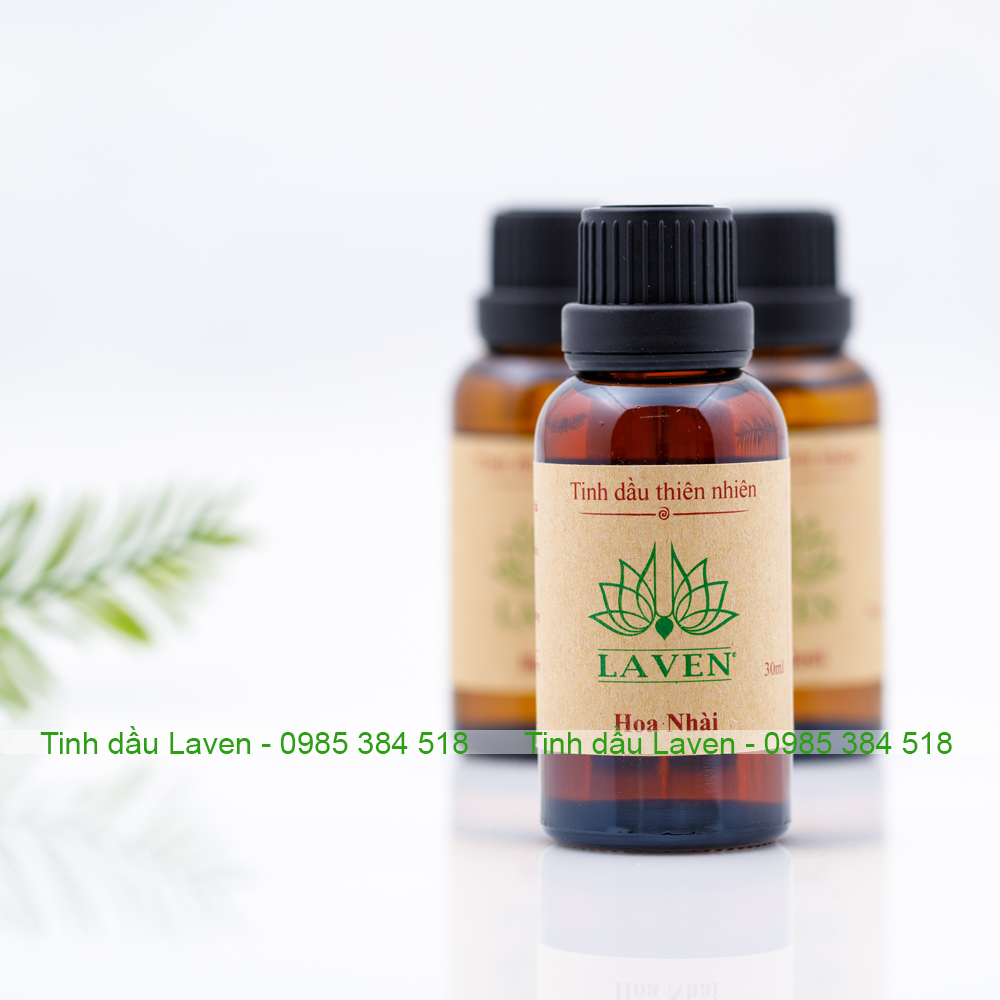 Tinh dầu thiên nhiên
LAVEN®
30ml
Hoa Nhài
Tinh dầu Laven - 0985 384 518 Tinh dầu Laven - 0985 384 518
LAVEN